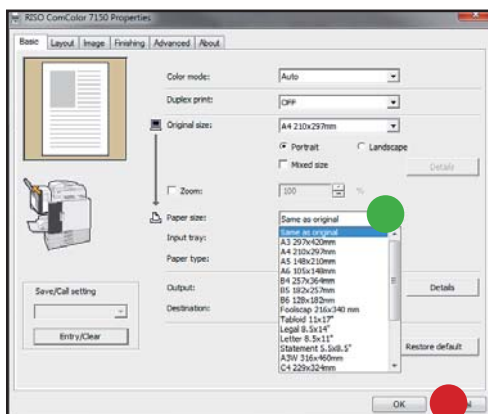 RISO ComColor 7150 Properties
Basic Layout Image Finishing Advanced About
Color mode: Auto
Duplex print: OFF
Original size: A4 210x297mm
Portrait Landscape
Mixed size Details
Zoom: 100 %
Paper size: Same as original
Same as original
Input tray:
A3 297x420mm
A4 210x297mm
Paper type:
A5 148x210mm
A6 105x148mm
B4 257x364mm
Save/Call setting
Output:
B5 182x257mm
Details
B6 128x182mm
Destination:
Foolscap 216x340 mm
Tabloid 11x17"
Entry/Clear
Legal 8.5x14"
Letter 8.5x11"
Statement 5.5x8.5"
Restore default
A3W 316x460mm
C4 229x324mm
OK